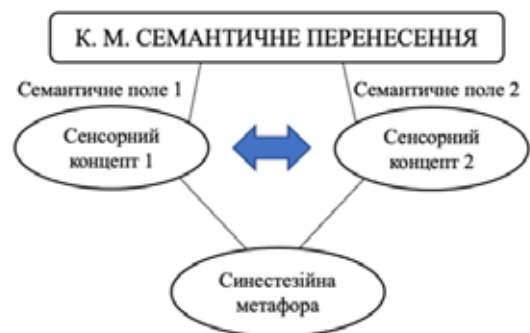 К. М. СЕМАНТИЧНЕ ПЕРЕНЕСЕННЯ
Семантичне поле 1
Семантичне поле 2
Сенсорний
концепт 1
Сенсорний
концепт 2
Синестезійна
метафора